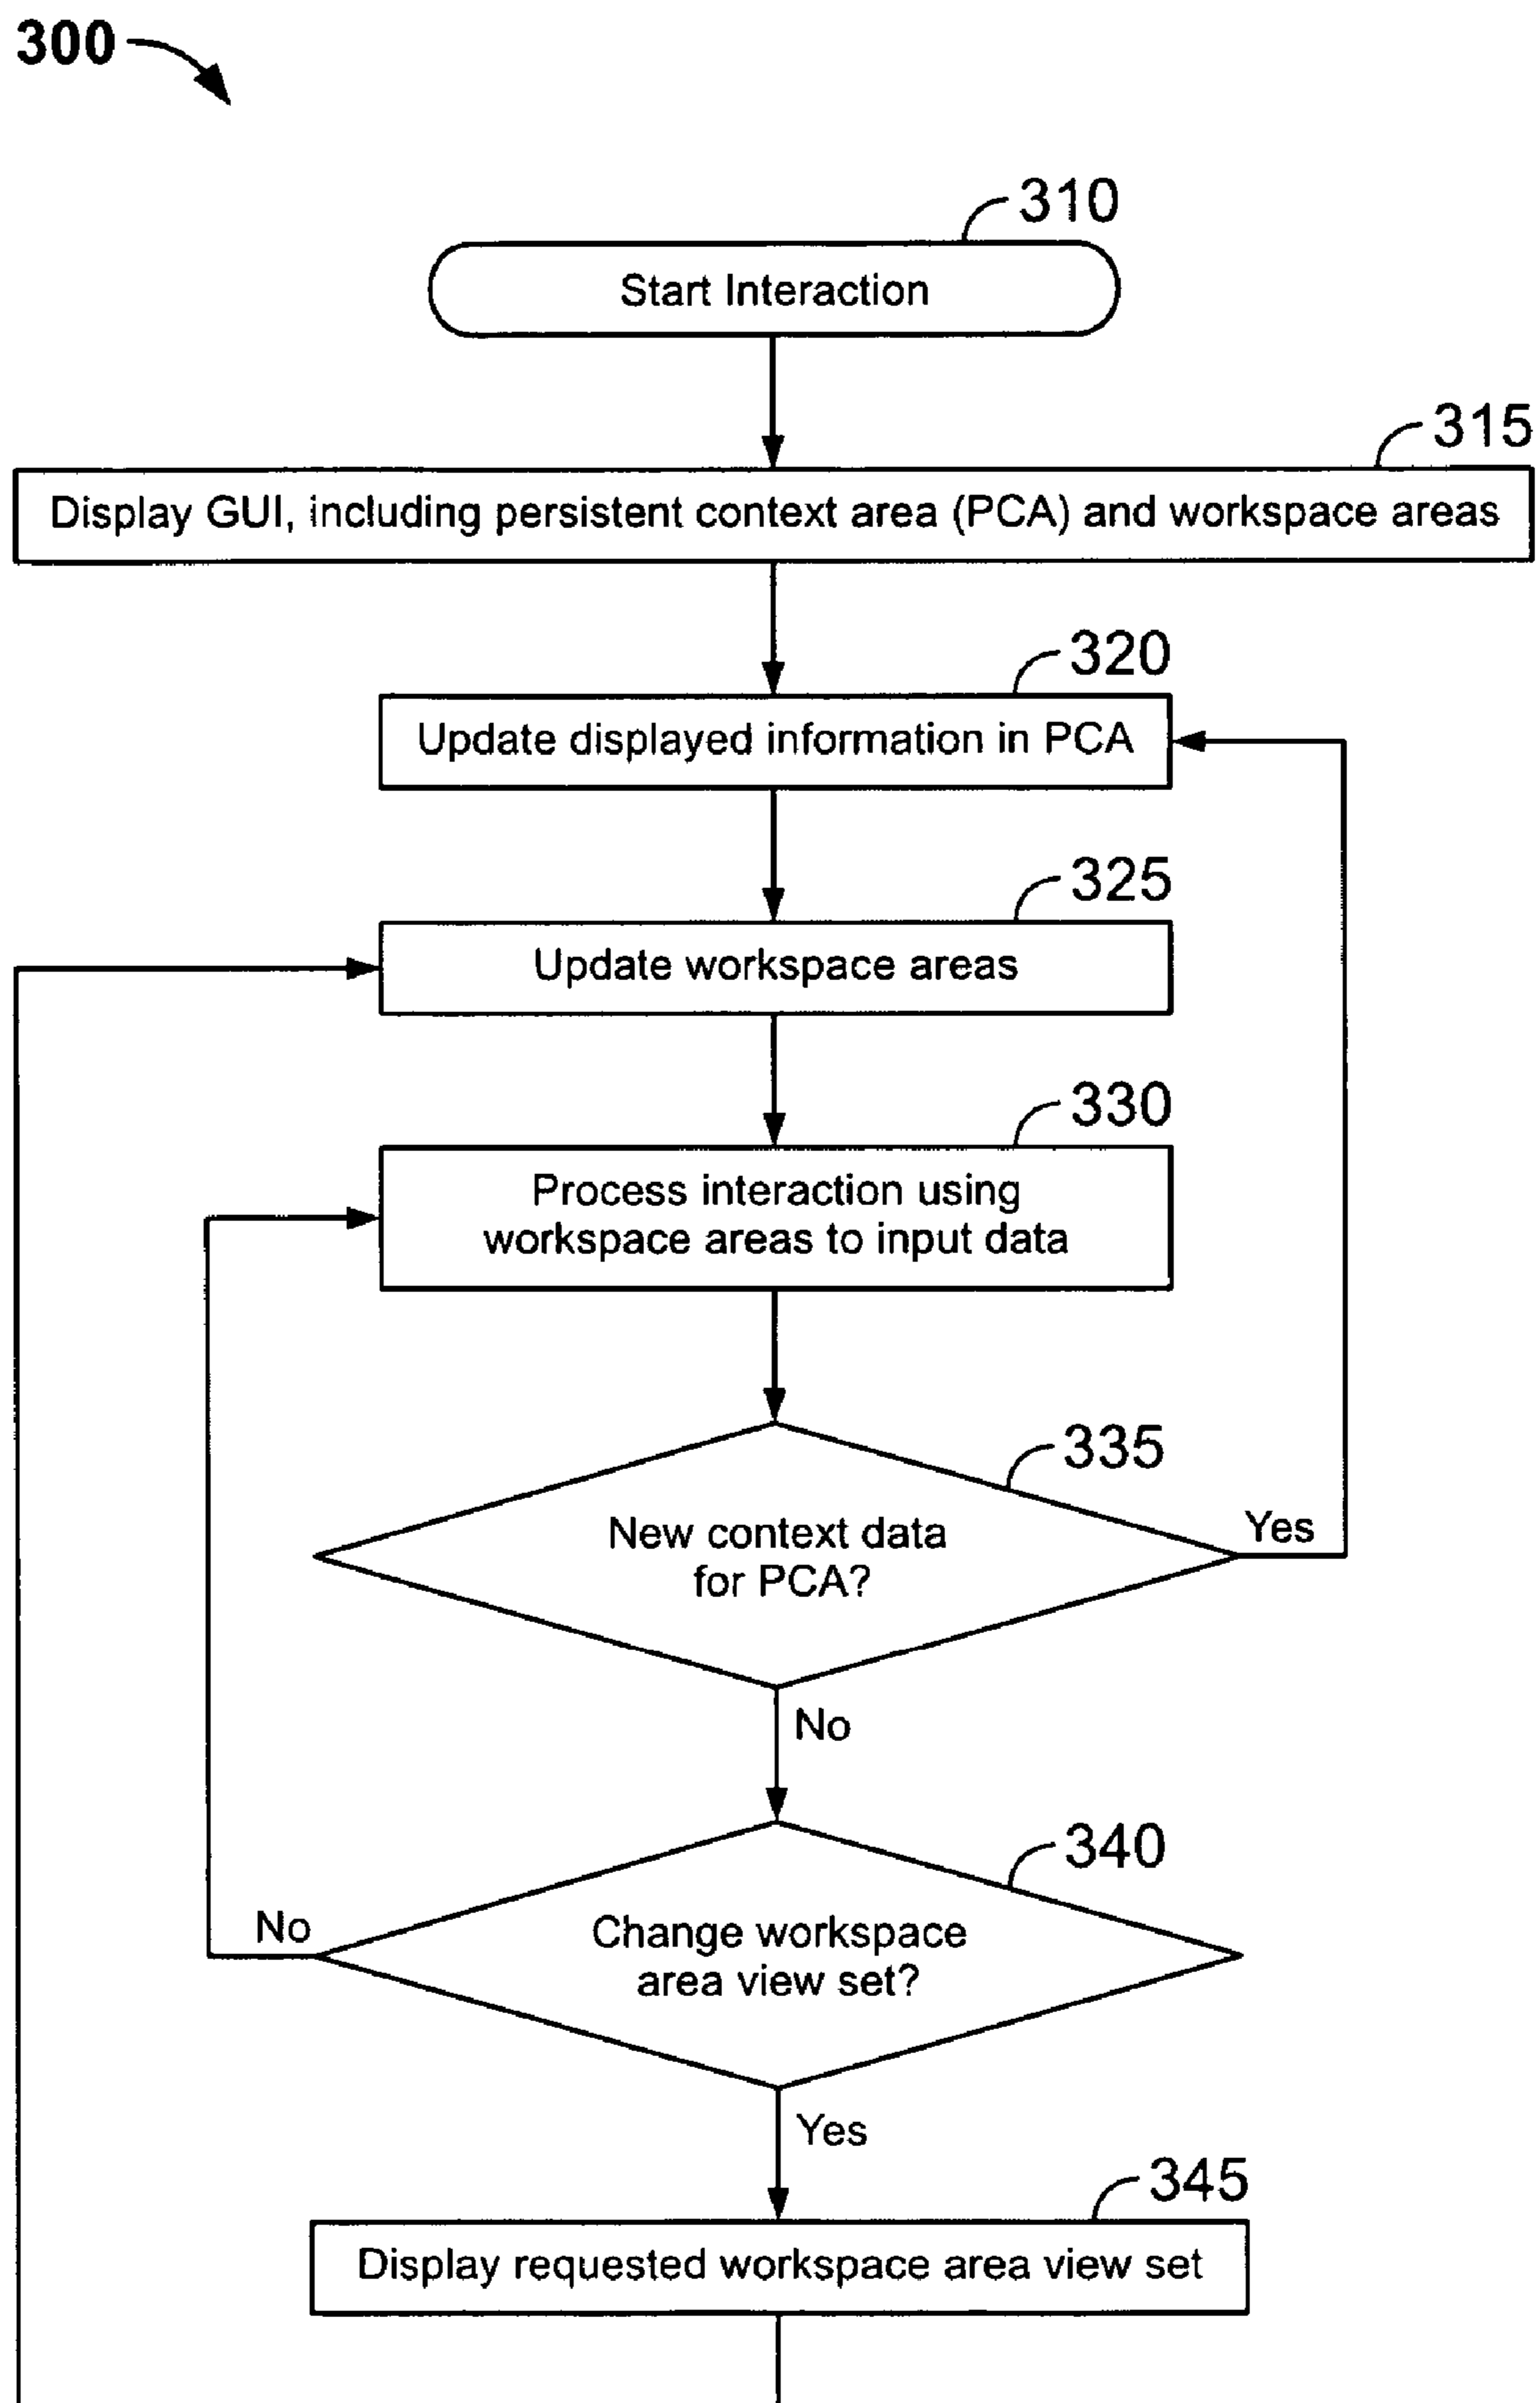 300
310
Start Interaction
315
Display GUI, including persistent context area (PCA) and workspace areas
320
Update displayed information in PCA
325
Update workspace areas
330
Process interaction using
workspace areas to input data
335
New context data
for PCA?
Yes
No
340
Change workspace
area view set?
No
Yes
345
Display requested workspace area view set